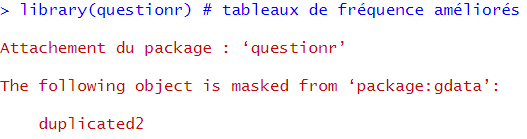 > library(questionr) # tableaux de fréquence améliorés
Attachement du package : ‘questionr’
The following object is masked from ‘package:gdata’:
duplicated2